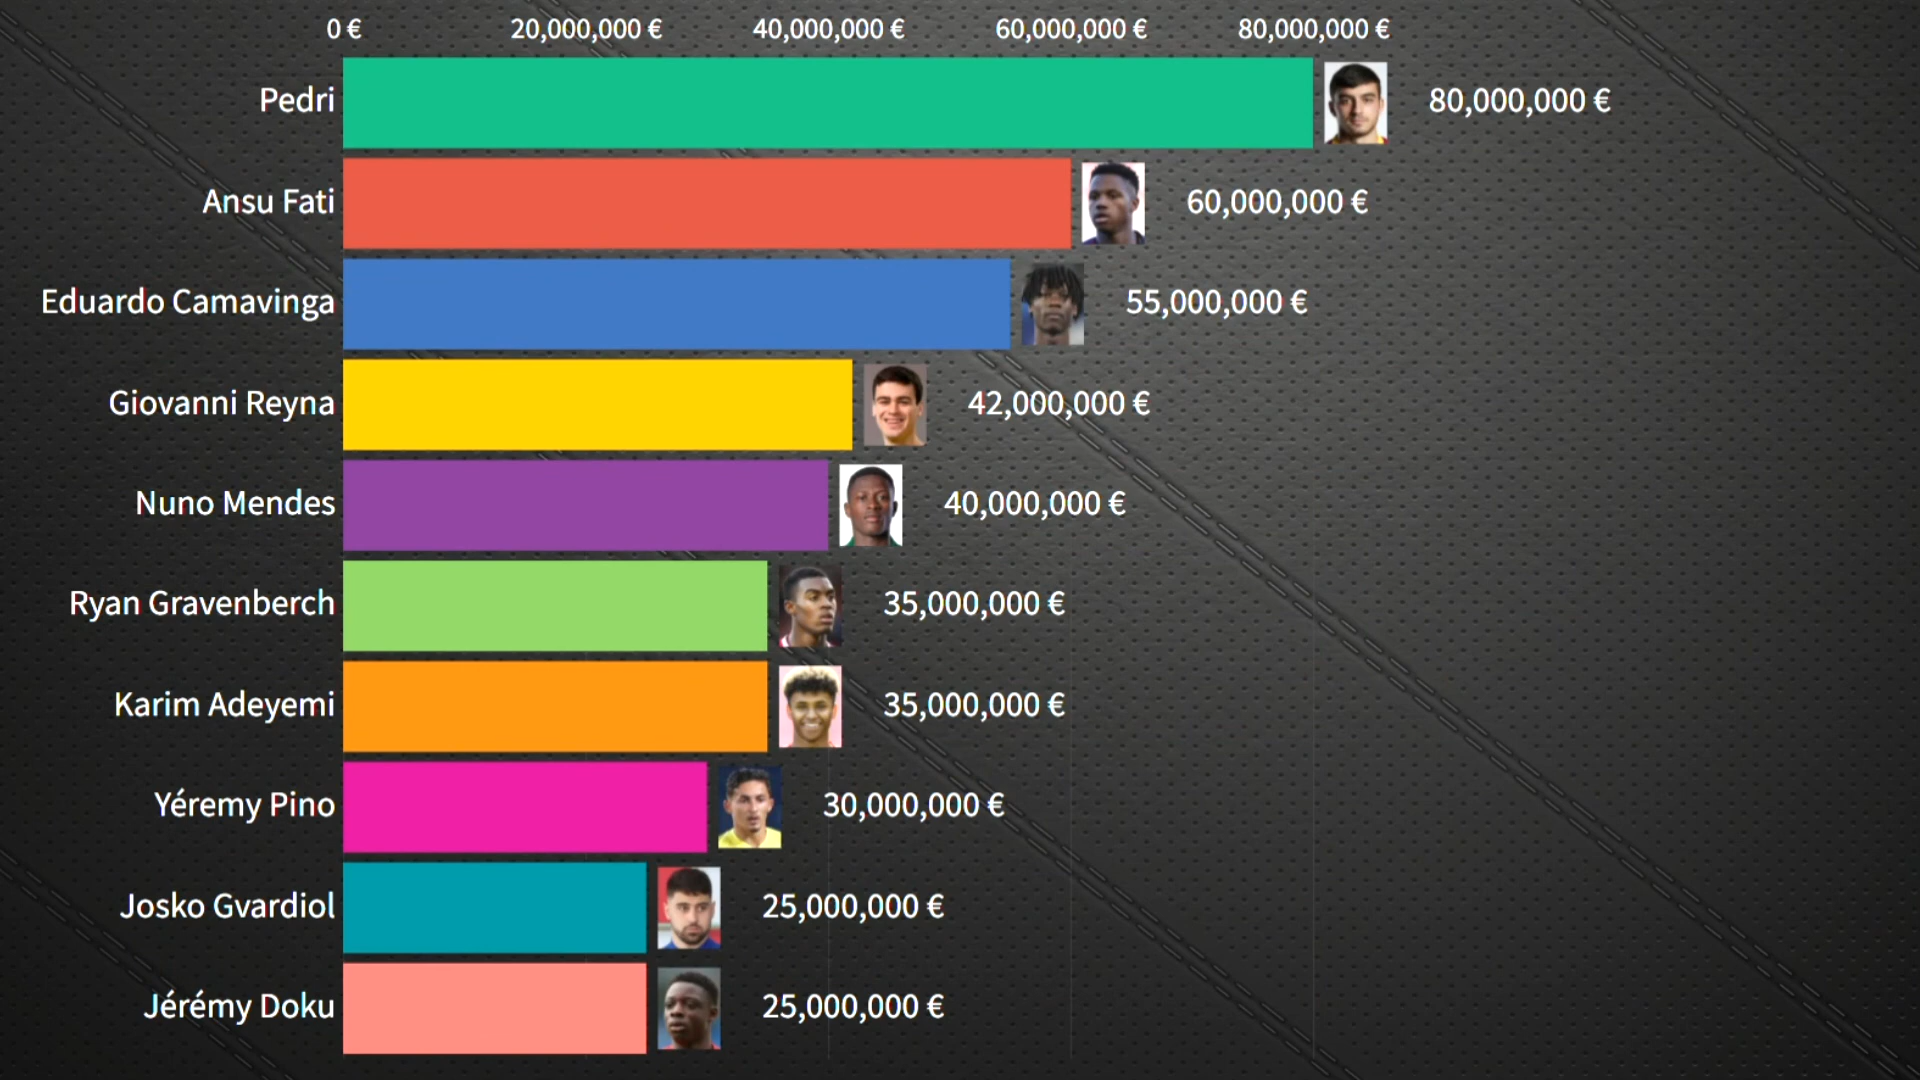 0 € 20,000,000 € 40,000,000 € 60,000,000 € 80,000,000 €
Pedri 80,000,000 €
Ansu Fati 60,000,000 €
Eduardo Camavinga 55,000,000 €
Giovanni Reyna 42,000,000 €
Nuno Mendes 40,000,000 €
Ryan Gravenberch 35,000,000 €
Karim Adeyemi 35,000,000 €
Yéremy Pino 30,000,000 €
Josko Gvardiol 25,000,000 €
Jérémy Doku 25,000,000 €